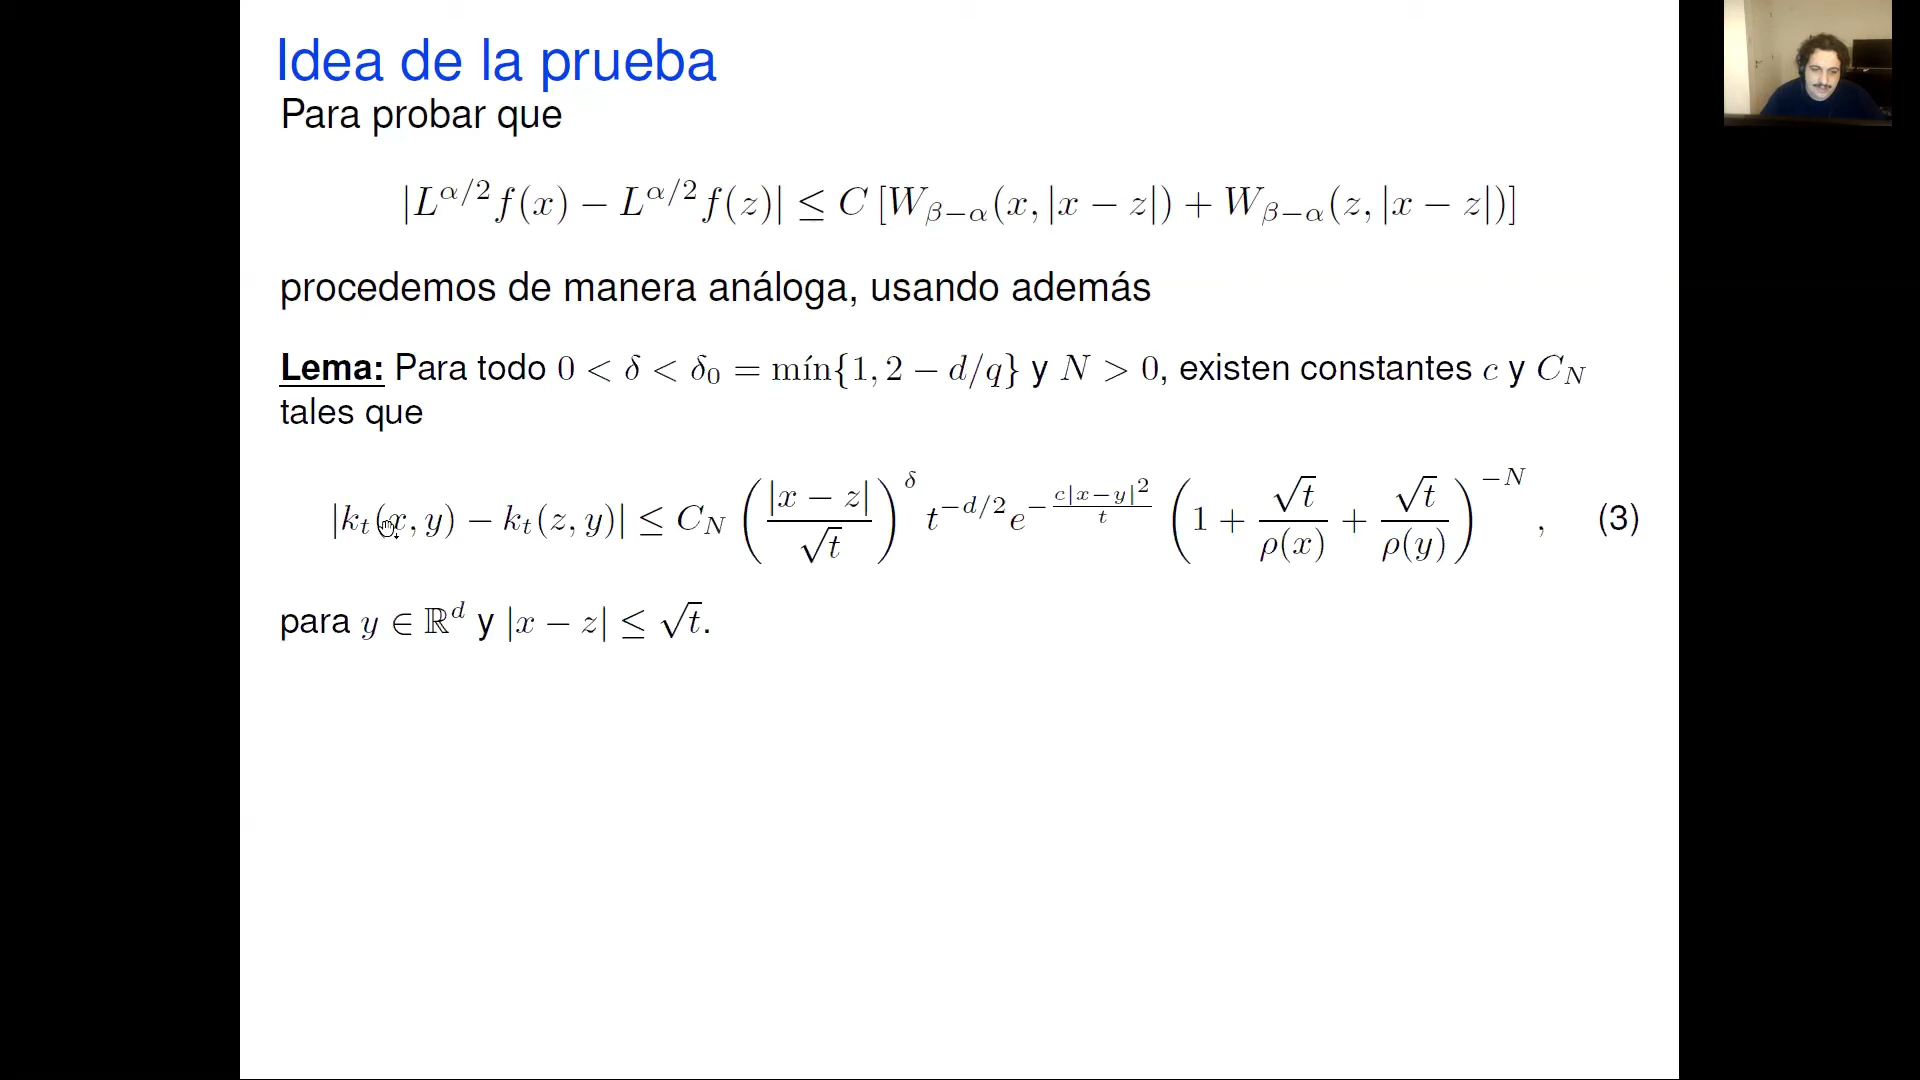 Idea de la prueba
Para probar que
|L^{α/2} f(x) − L^{α/2} f(z)| ≤ C [W_{β−α}(x, |x − z|) + W_{β−α}(z, |x − z|)]
procedemos de manera análoga, usando además
Lema: Para todo 0 < δ < δ_0 = mín{1, 2 − d/q} y N > 0, existen constantes c y C_N
tales que
|k_t(x, y) − k_t(z, y)| ≤ C_N (|x − z| / √t)^δ t^{−d/2} e^{−c|x−y|^2 / t} (1 + √t/ρ(x) + √t/ρ(y))^{−N}, (3)
para y ∈ ℝ^d y |x − z| ≤ √t.